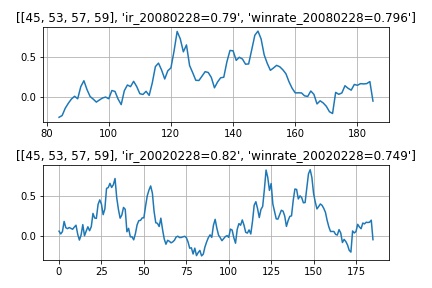 [[45, 53, 57, 59], 'ir_20080228=0.79', 'winrate_20080228=0.796']
0.5
0.0
80 100 120 140 160 180
[[45, 53, 57, 59], 'ir_20020228=0.82', 'winrate_20020228=0.749']
0.5
0.0
0 25 50 75 100 125 150 175